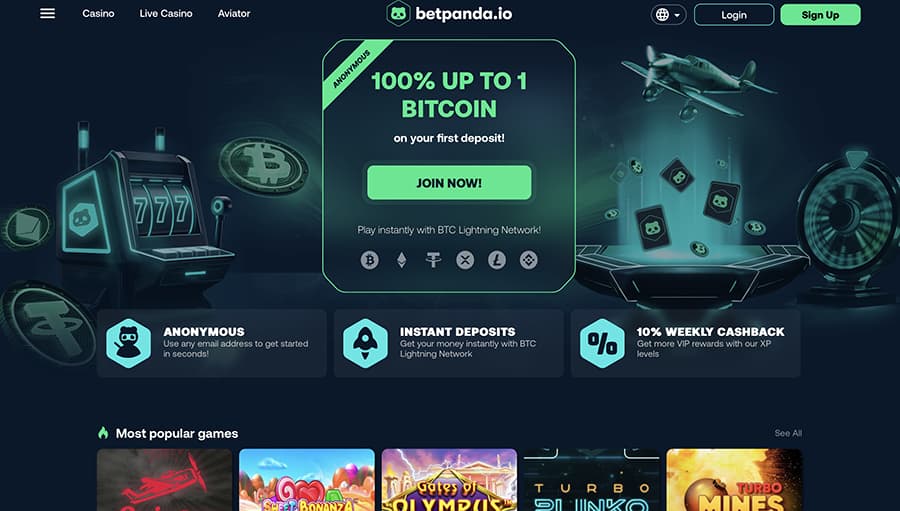 Casino
Live Casino
Aviator
betpanda.io
Login
Sign Up
ANONYMOUS
100% UP TO 1
BITCOIN
on your first deposit!
JOIN NOW!
Play instantly with BTC Lightning Network!
777
ANONYMOUS
Use any email address to get started
in seconds!
INSTANT DEPOSITS
Get your money instantly with BTC
Lightning Network
%
10% WEEKLY CASHBACK
Get more VIP rewards with our XP
levels
Most popular games
See All
SWEET BONANZA
Gates of
OLYMPUS
TURBO
PLINKO
TURBO
MINES